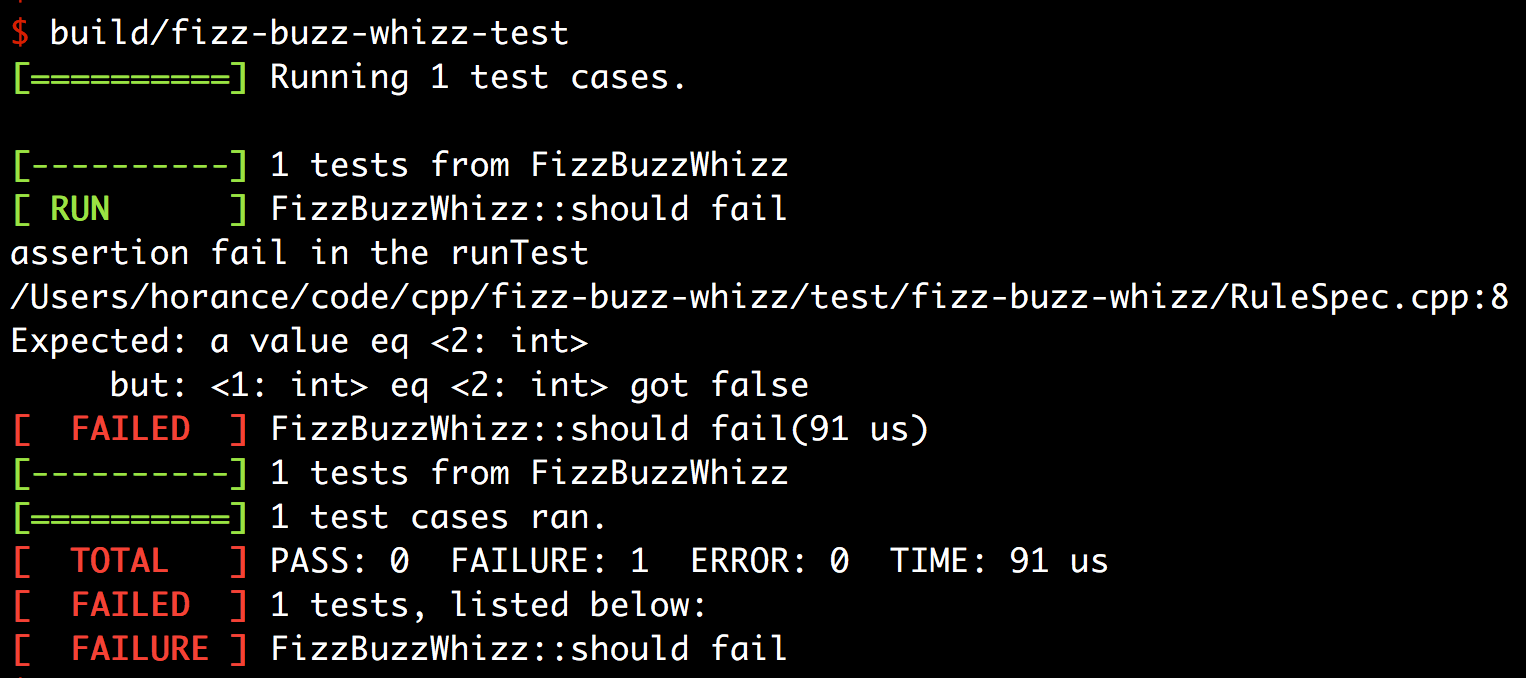 $ build/fizz-buzz-whizz-test
[==========] Running 1 test cases.
[----------] 1 tests from FizzBuzzWhizz
[ RUN      ] FizzBuzzWhizz::should fail
assertion fail in the runTest
/Users/horance/code/cpp/fizz-buzz-whizz/test/fizz-buzz-whizz/RuleSpec.cpp:8
Expected: a value eq <2: int>
     but: <1: int> eq <2: int> got false
[  FAILED  ] FizzBuzzWhizz::should fail(91 us)
[----------] 1 tests from FizzBuzzWhizz
[==========] 1 test cases ran.
[  TOTAL   ] PASS: 0  FAILURE: 1  ERROR: 0  TIME: 91 us
[  FAILED  ] 1 tests, listed below:
[  FAILURE ] FizzBuzzWhizz::should fail